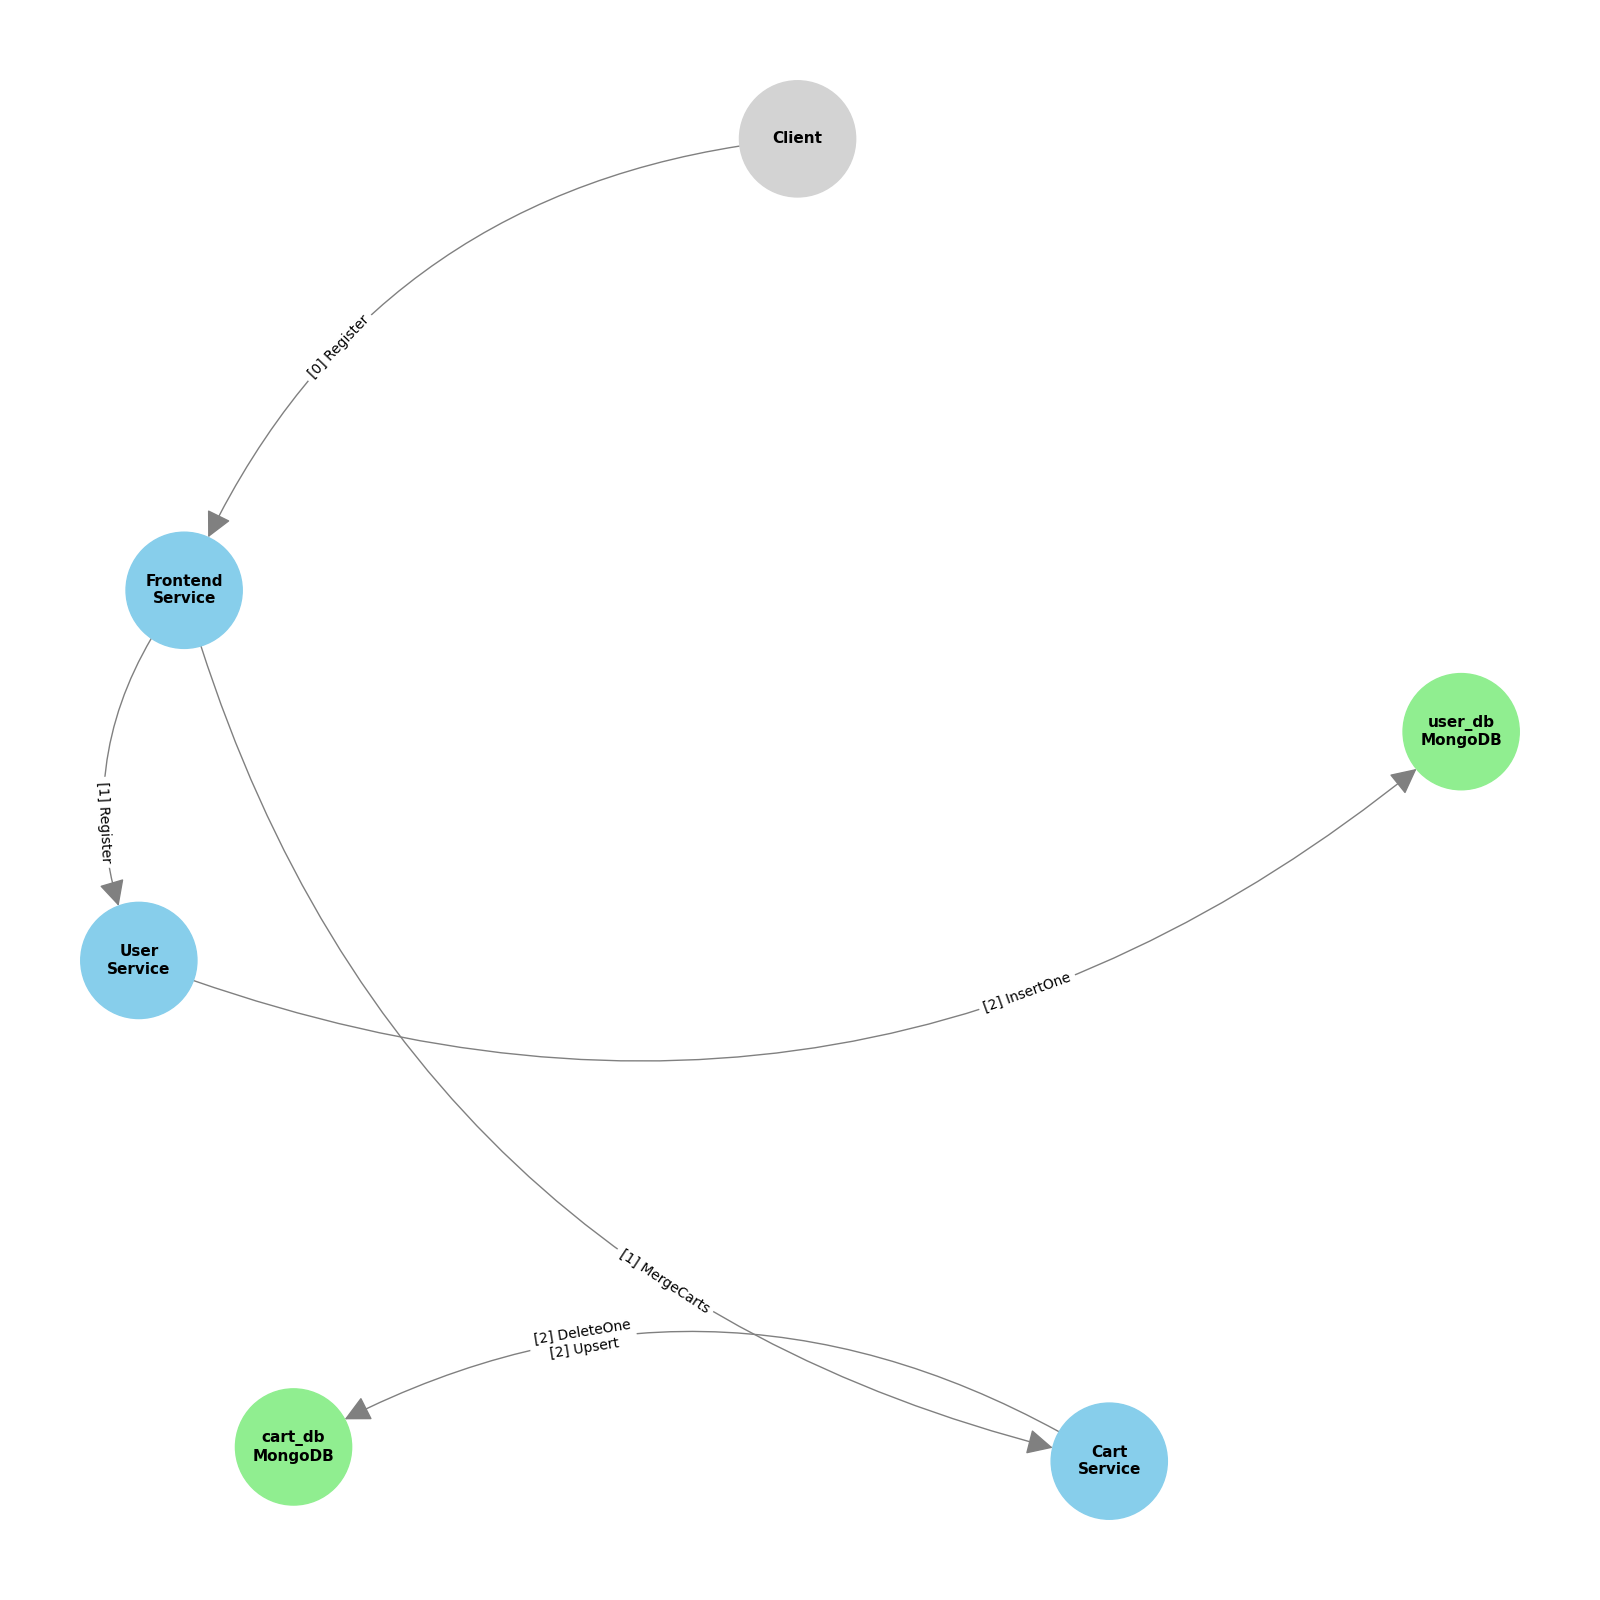 Client
[0] Register
Frontend
Service
user_db
MongoDB
[1] Register
User
Service
[2] InsertOne
[1] MergeCarts
[2] DeleteOne
[2] Upsert
cart_db
MongoDB
Cart
Service